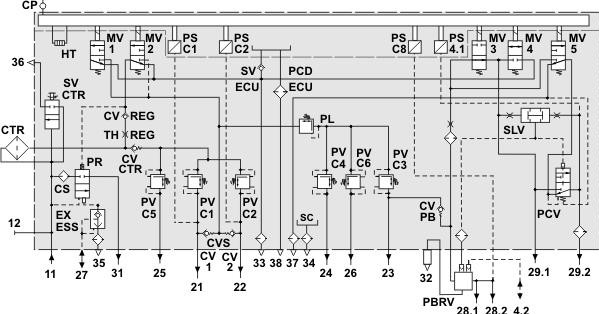 CP
HT
MV 1
MV 2
PS C1
PS C2
PS C8
PS 4.1
MV 3
MV 4
MV 5
36
SV CTR
SV ECU
PCD ECU
CV REG
TH REG
PL
SLV
CTR
CV CTR
PR
CS
PV C5
PV C1
PV C2
PV C4
PV C6
PV C3
CV PB
PCV
EX ESS
SC
12
CVS
CV 1
CV 2
11
27
35
31
25
21
22
33
38
37
34
24
26
23
32
PBRV
28.1
28.2
4.2
29.1
29.2